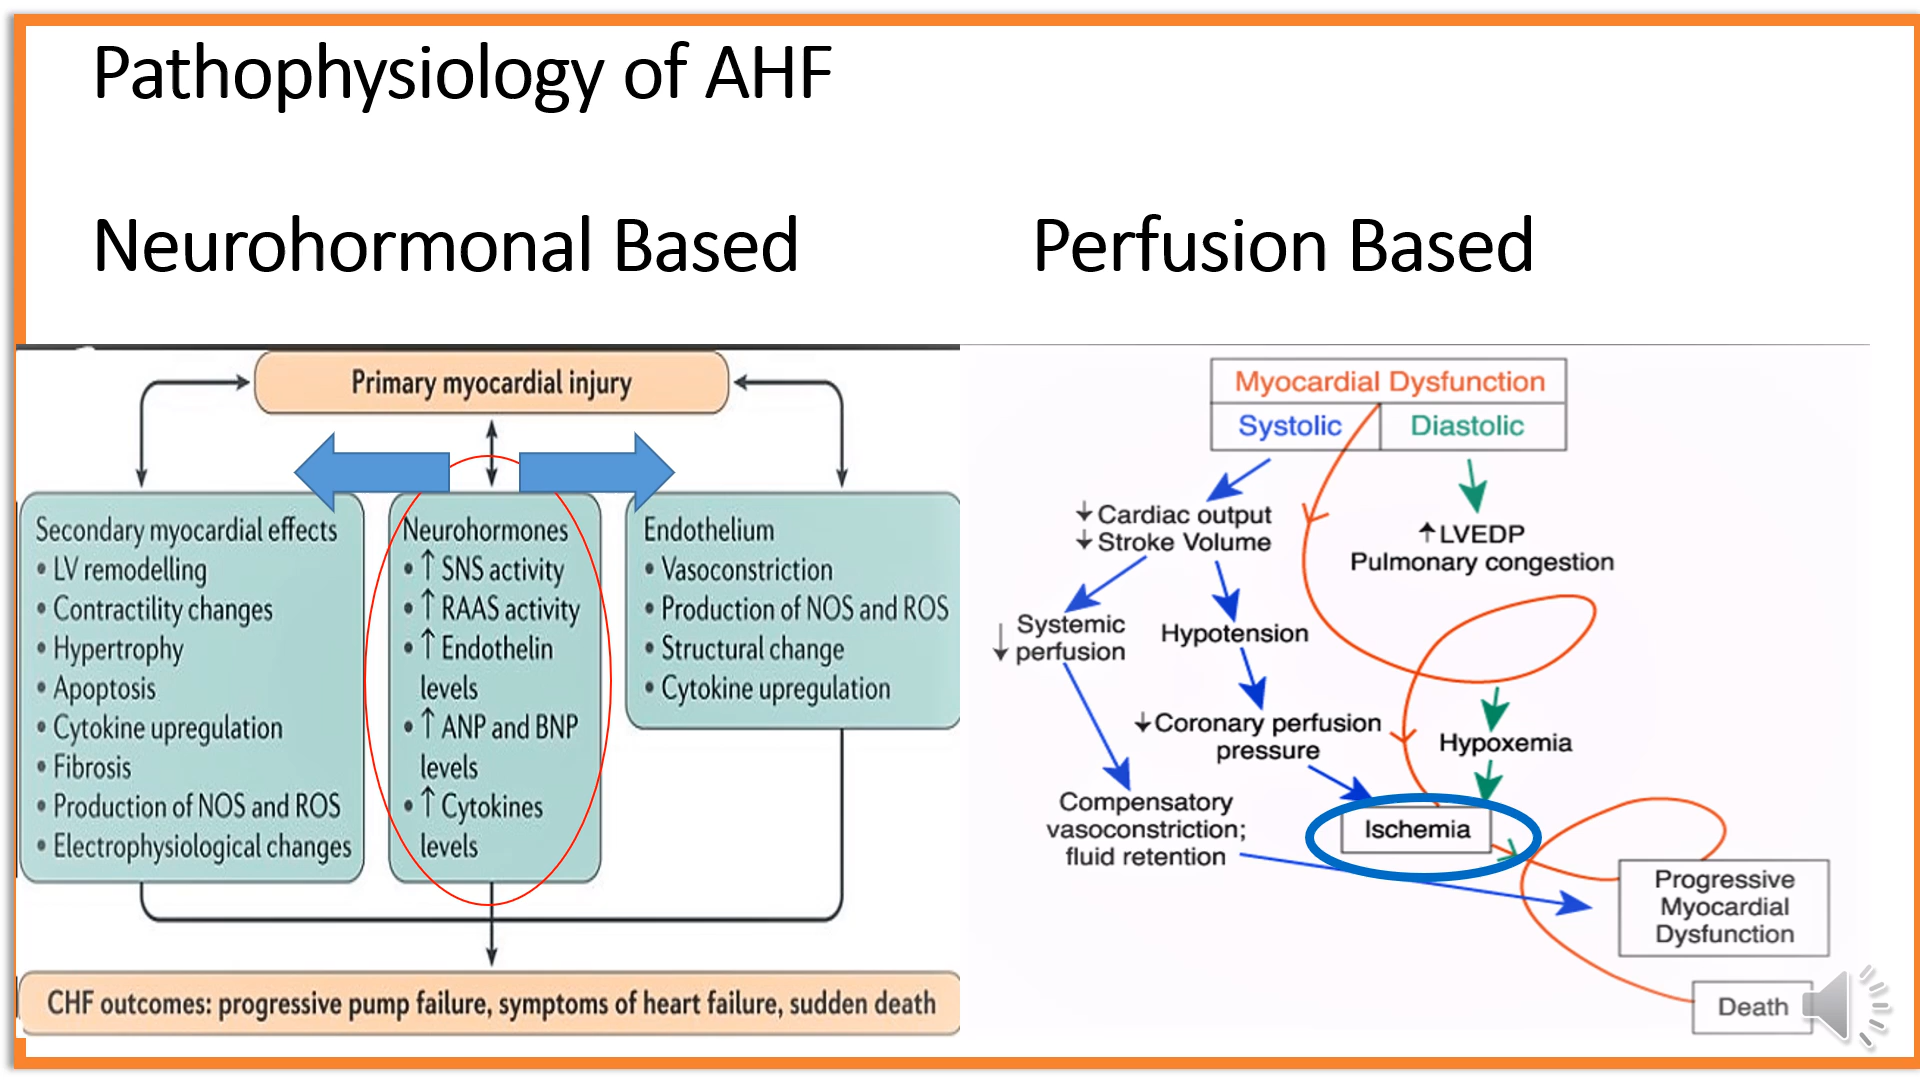 Pathophysiology of AHF
Neurohormonal Based
Perfusion Based
Primary myocardial injury
Secondary myocardial effects
• LV remodelling
• Contractility changes
• Hypertrophy
• Apoptosis
• Cytokine upregulation
• Fibrosis
• Production of NOS and ROS
• Electrophysiological changes
Neurohormones
• ↑ SNS activity
• ↑ RAAS activity
• ↑ Endothelin
levels
• ↑ ANP and BNP
levels
• ↑ Cytokines
levels
Endothelium
• Vasoconstriction
• Production of NOS and ROS
• Structural change
• Cytokine upregulation
CHF outcomes: progressive pump failure, symptoms of heart failure, sudden death
Myocardial Dysfunction
Systolic
Diastolic
↓ Cardiac output
↓ Stroke Volume
↑ LVEDP
Pulmonary congestion
↓ Systemic
perfusion
Hypotension
↓ Coronary perfusion
pressure
Hypoxemia
Compensatory
vasoconstriction;
fluid retention
Ischemia
Progressive
Myocardial
Dysfunction
Death